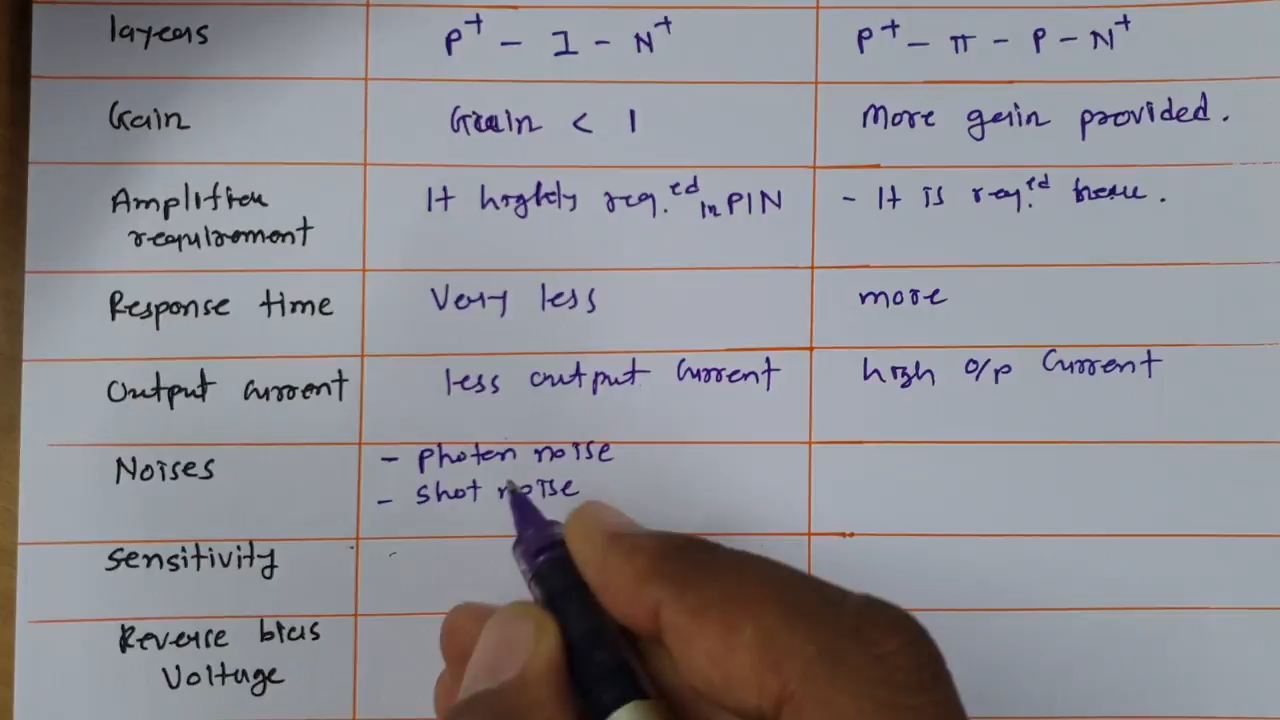 layers P+ - I - N+ P+ - π - P - N+
Gain Gain < 1 More gain provided.
Amplifier It highly req.ed in PIN - It is req.ed here.
requirement
Response time Very less more
Output current less output current high o/p current
Noises - Photon noise
- Shot noise
Sensitivity
Reverse bias
Voltage